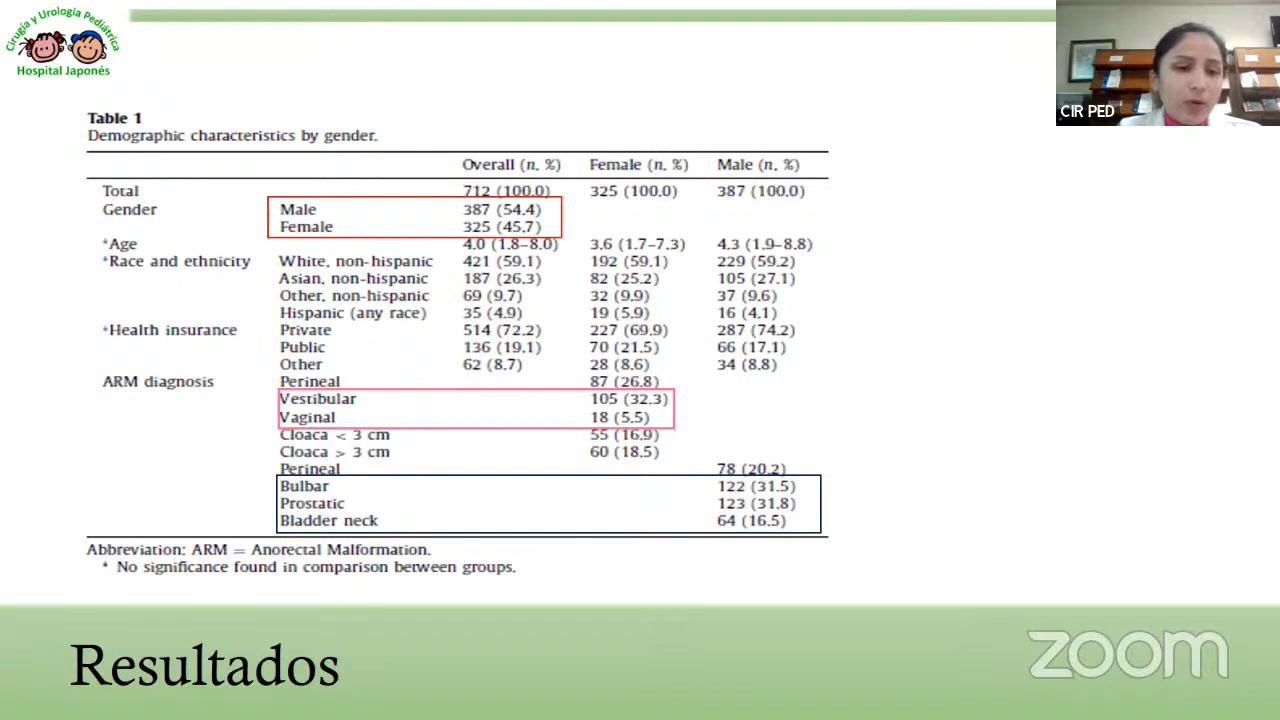 Cirugía y Urología Pediátrica
Hospital Japonés
CIR PED
Table 1
Demographic characteristics by gender.
Overall (n, %) Female (n, %) Male (n, %)
Total 712 (100.0) 325 (100.0) 387 (100.0)
Gender Male 387 (54.4)
Female 325 (45.7)
*Age 4.0 (1.8–8.0) 3.6 (1.7–7.3) 4.3 (1.9–8.8)
*Race and ethnicity White, non-hispanic 421 (59.1) 192 (59.1) 229 (59.2)
Asian, non-hispanic 187 (26.3) 82 (25.2) 105 (27.1)
Other, non-hispanic 69 (9.7) 32 (9.9) 37 (9.6)
Hispanic (any race) 35 (4.9) 19 (5.9) 16 (4.1)
*Health insurance Private 514 (72.2) 227 (69.9) 287 (74.2)
Public 136 (19.1) 70 (21.5) 66 (17.1)
Other 62 (8.7) 28 (8.6) 34 (8.8)
ARM diagnosis Perineal 87 (26.8)
Vestibular 105 (32.3)
Vaginal 18 (5.5)
Cloaca < 3 cm 55 (16.9)
Cloaca > 3 cm 60 (18.5)
Perineal 78 (20.2)
Bulbar 122 (31.5)
Prostatic 123 (31.8)
Bladder neck 64 (16.5)
Abbreviation: ARM = Anorectal Malformation.
* No significance found in comparison between groups.
Resultados
zoom